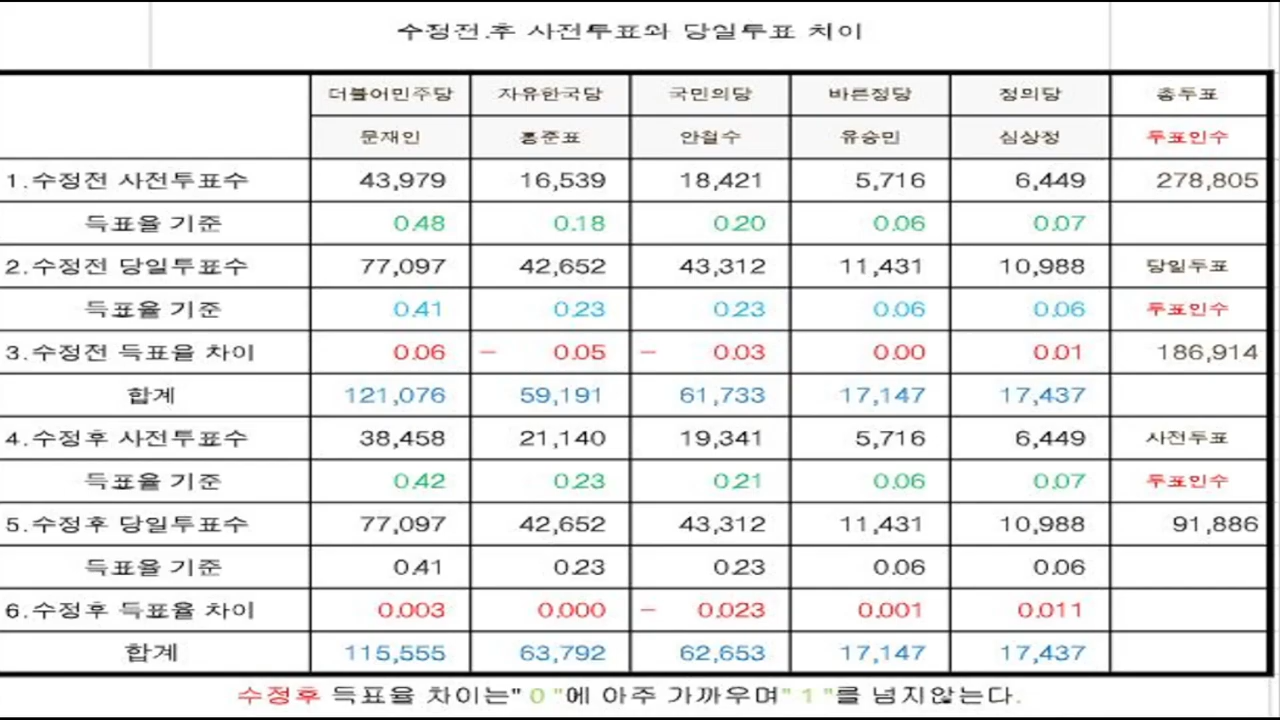 수정전.후 사전투표와 당일투표 치이
더불어민주당 자유한국당 국민의당 바른정당 정의당 총투표
문재인 홍준표 안철수 유승민 심상정 투표인수
1.수정전 사전투표수 43,979 16,539 18,421 5,716 6,449 278,805
득표율 기준 0.48 0.18 0.20 0.06 0.07
2.수정전 당일투표수 77,097 42,652 43,312 11,431 10,988 당일투표
득표율 기준 0.41 0.23 0.23 0.06 0.06 투표인수
3.수정전 득표율 차이 0.06 - 0.05 - 0.03 0.00 0.01 186,914
합계 121,076 59,191 61,733 17,147 17,437
4.수정후 사전투표수 38,458 21,140 19,341 5,716 6,449 사전투표
득표율 기준 0.42 0.23 0.21 0.06 0.07 투표인수
5.수정후 당일투표수 77,097 42,652 43,312 11,431 10,988 91,886
득표율 기준 0.41 0.23 0.23 0.06 0.06
6.수정후 득표율 차이 0.003 0.000 - 0.023 0.001 0.011
합계 115,555 63,792 62,653 17,147 17,437
수정후 득표율 차이는" 0 "에 아주 가까우며" 1 "를 넘지않는다.